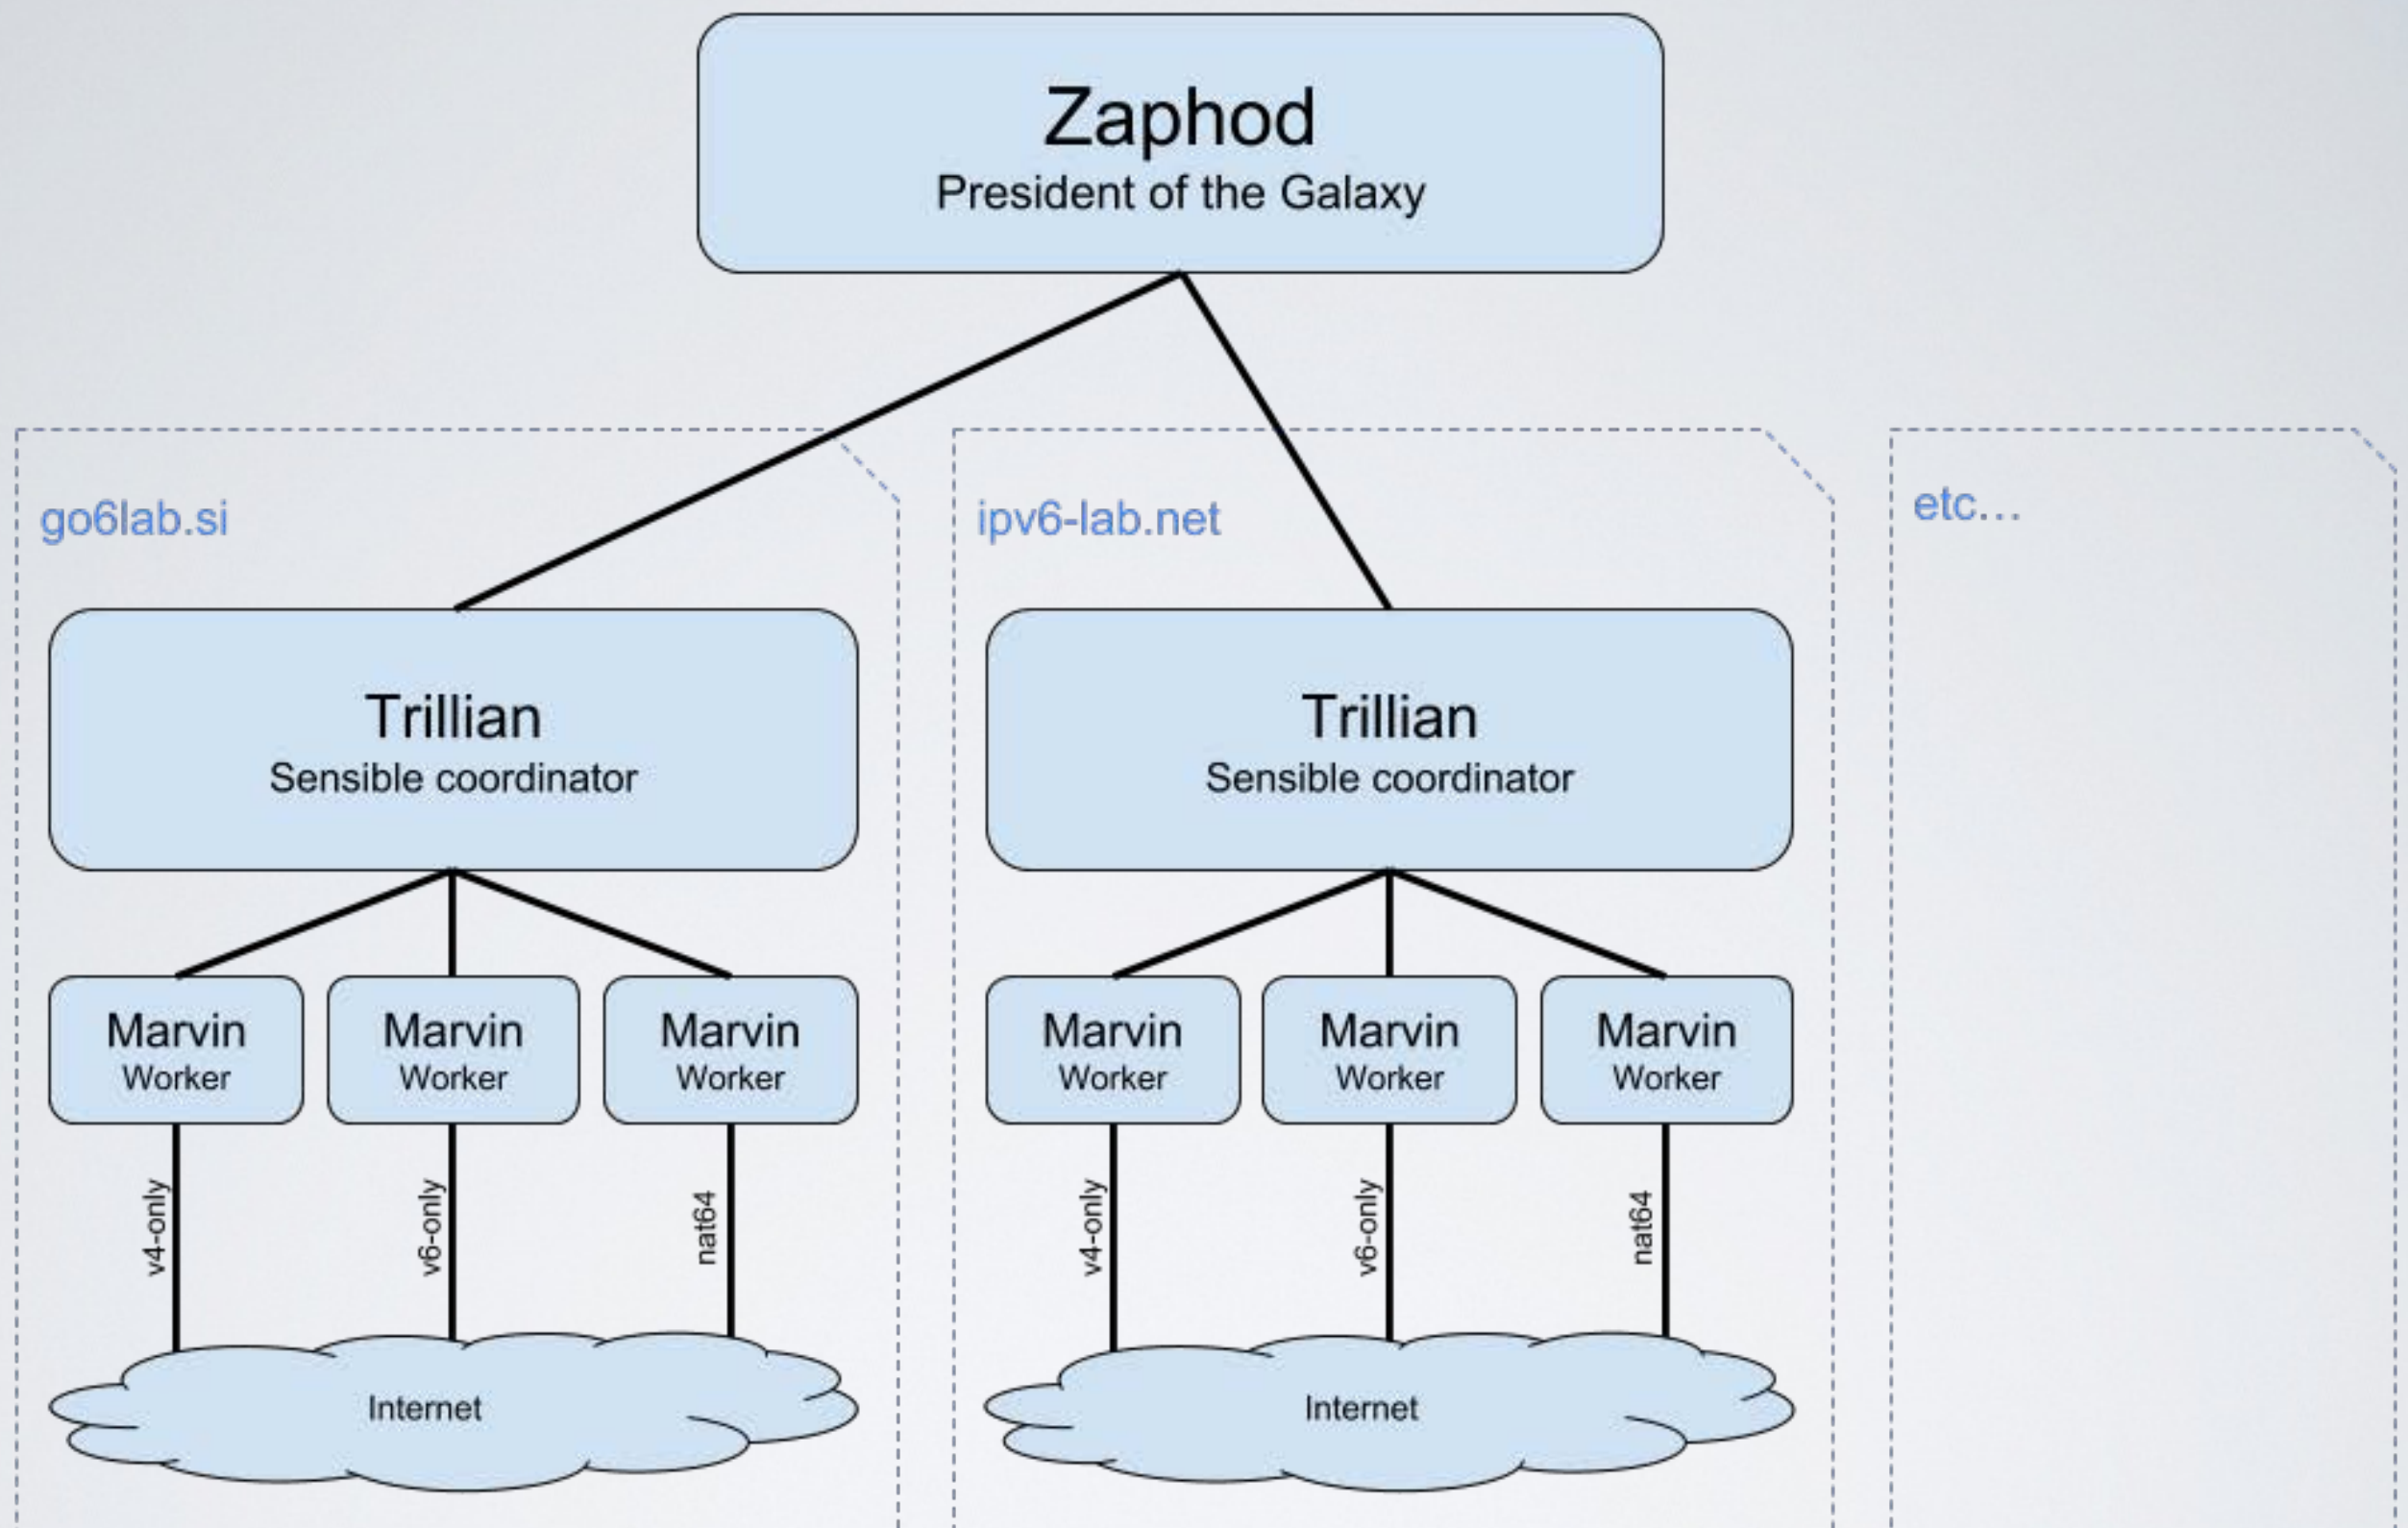 Zaphod
President of the Galaxy
go6lab.si
ipv6-lab.net
etc...
Trillian
Sensible coordinator
Trillian
Sensible coordinator
Marvin
Worker
Marvin
Worker
Marvin
Worker
Marvin
Worker
Marvin
Worker
Marvin
Worker
v4-only
v6-only
nat64
v4-only
v6-only
nat64
Internet
Internet